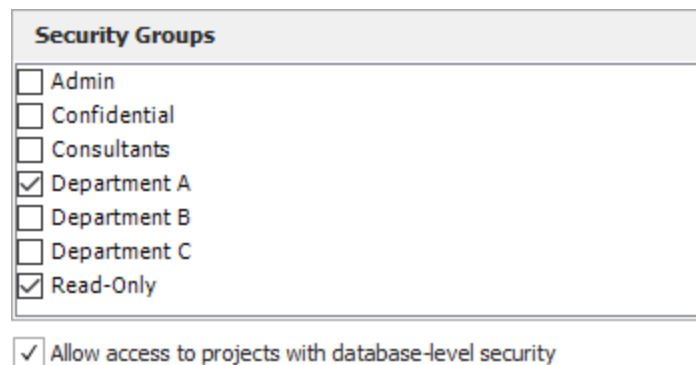 Security Groups
Admin
Confidential
Consultants
Department A
Department B
Department C
Read-Only
Allow access to projects with database-level security